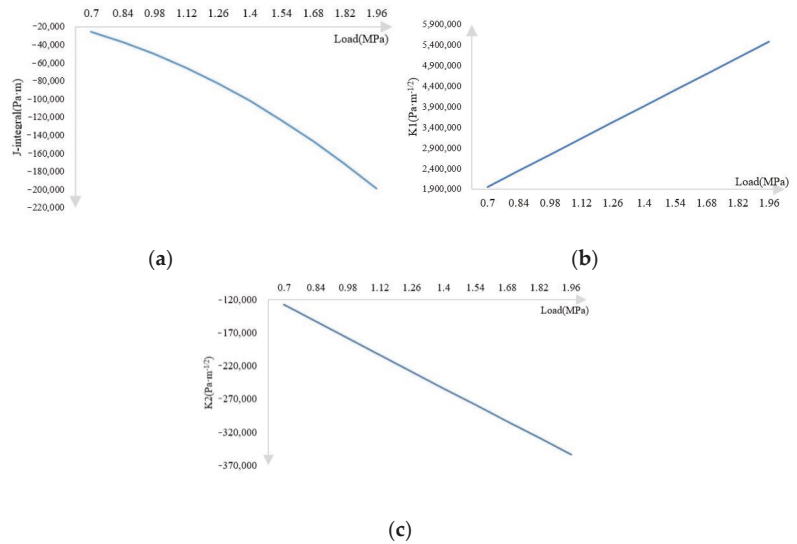 0.7 0.84 0.98 1.12 1.26 1.4 1.54 1.68 1.82 1.96
Load(MPa)
−20,000
−40,000
−60,000
−80,000
−100,000
−120,000
−140,000
−160,000
−180,000
−200,000
−220,000
J-integral(Pa·m)
(a)
5,900,000
5,400,000
4,900,000
4,400,000
3,900,000
3,400,000
2,900,000
2,400,000
1,900,000
K1(Pa·m⁻¹/²)
Load(MPa)
0.7 0.84 0.98 1.12 1.26 1.4 1.54 1.68 1.82 1.96
(b)
0.7 0.84 0.98 1.12 1.26 1.4 1.54 1.68 1.82 1.96
Load(MPa)
−120,000
−170,000
−220,000
−270,000
−320,000
−370,000
K2(Pa·m⁻¹/²)
(c)